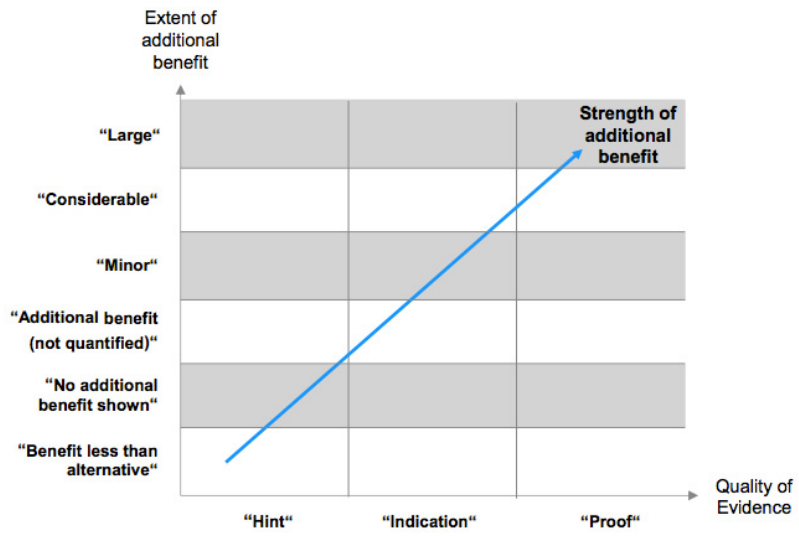 Extent of
additional
benefit
“Large“
Strength of
additional
benefit
“Considerable“
“Minor“
“Additional benefit
(not quantified)“
“No additional
benefit shown“
“Benefit less than
alternative“
Quality of
Evidence
“Hint“
“Indication“
“Proof“